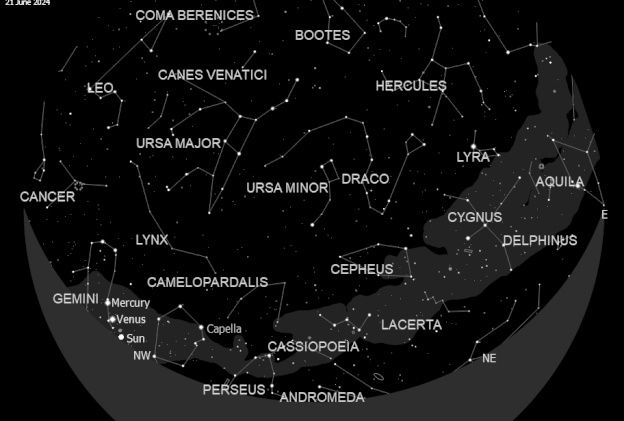 21 June 2024
COMA BERENICES
BOOTES
LEO
CANES VENATICI
HERCULES
URSA MAJOR
LYRA
URSA MINOR
DRACO
AQUILA
CANCER
CYGNUS
E
LYNX
DELPHINUS
CEPHEUS
CAMELOPARDALIS
GEMINI
Mercury
Venus
Capella
LACERTA
Sun
CASSIOPOEIA
NW
NE
PERSEUS
ANDROMEDA